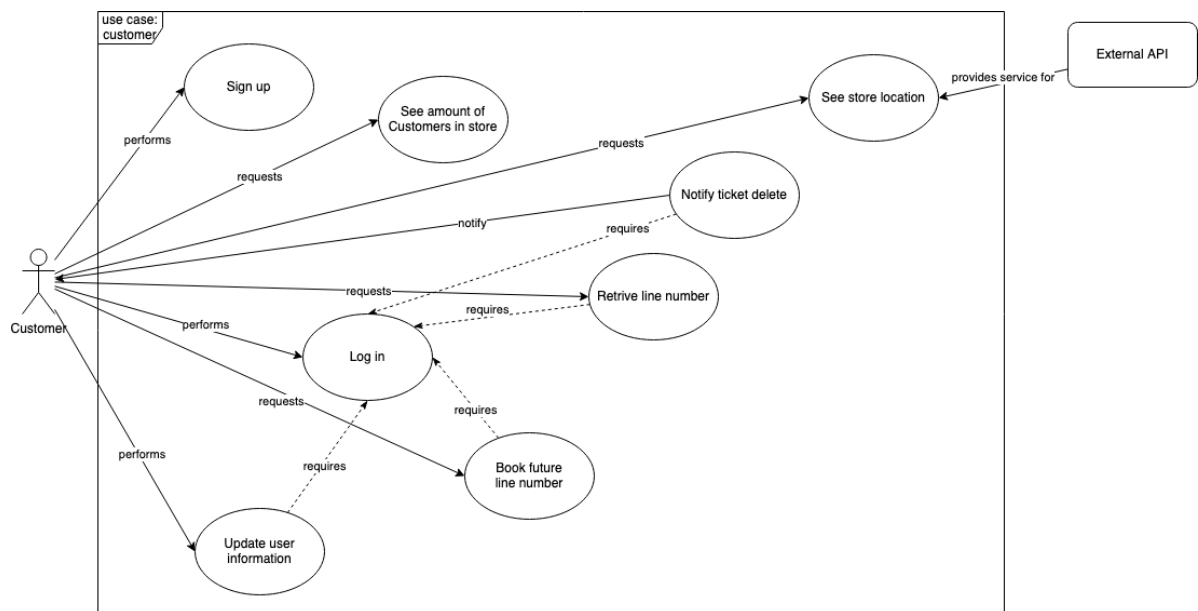 use case:
customer
External API
provides service for
Sign up
See store location
See amount of
Customers in store
performs
requests
requests
Notify ticket delete
notify
requires
requests
Retrive line number
requires
Customer
performs
Log in
requests
requires
performs
requires
Book future
line number
Update user
information